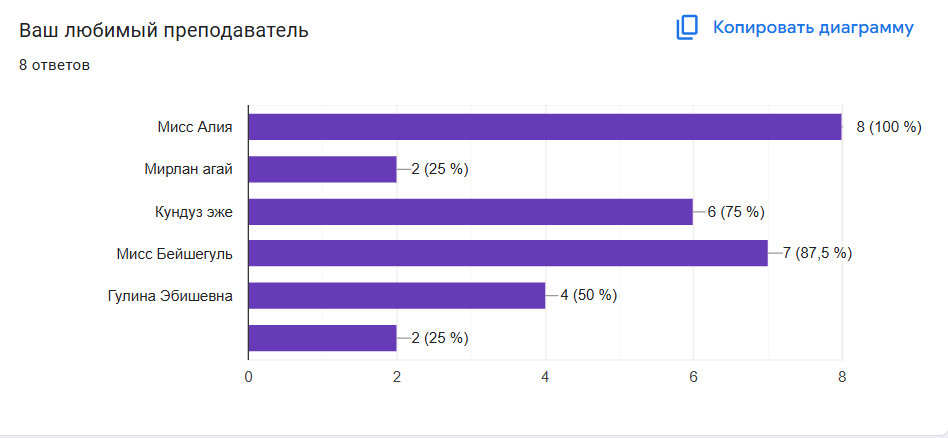 Ваш любимый преподаватель
Копировать диаграмму
8 ответов
Мисс Алия 8 (100 %)
Мирлан агай 2 (25 %)
Кундуз эже 6 (75 %)
Мисс Бейшегуль 7 (87,5 %)
Гулина Эбишевна 4 (50 %)
2 (25 %)
0 2 4 6 8